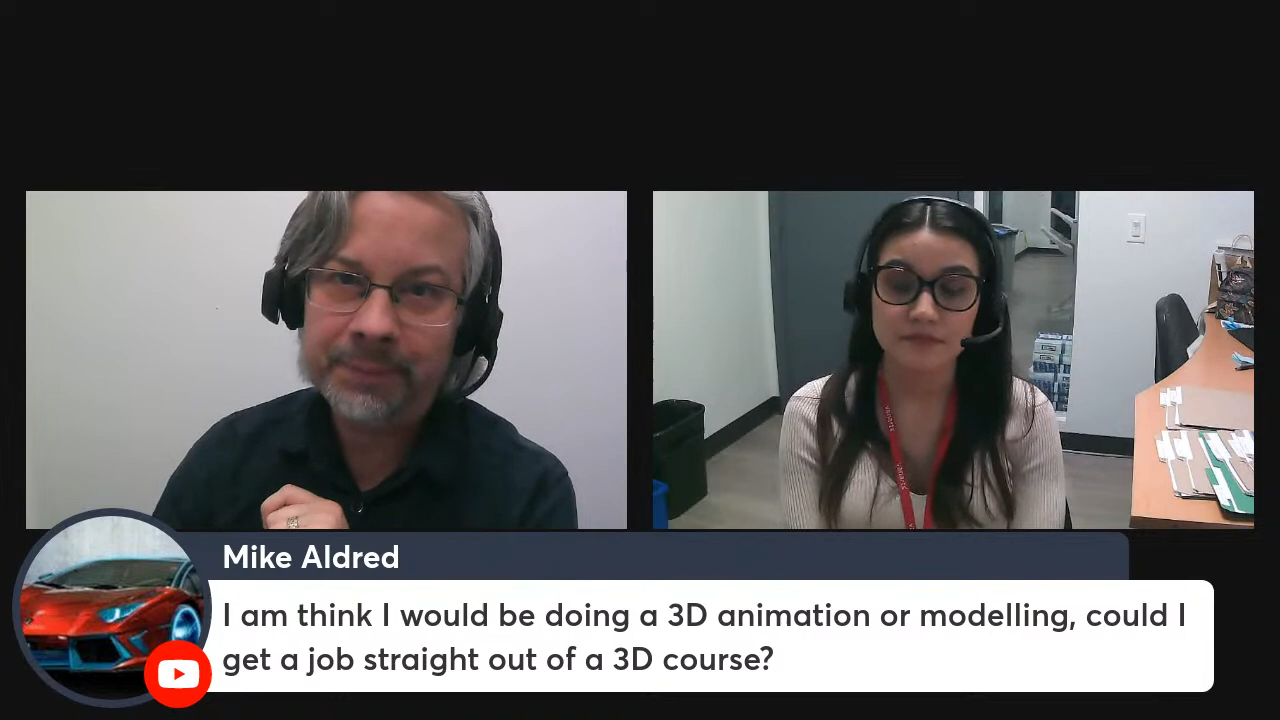 Mike Aldred
I am think I would be doing a 3D animation or modelling, could I
get a job straight out of a 3D course?